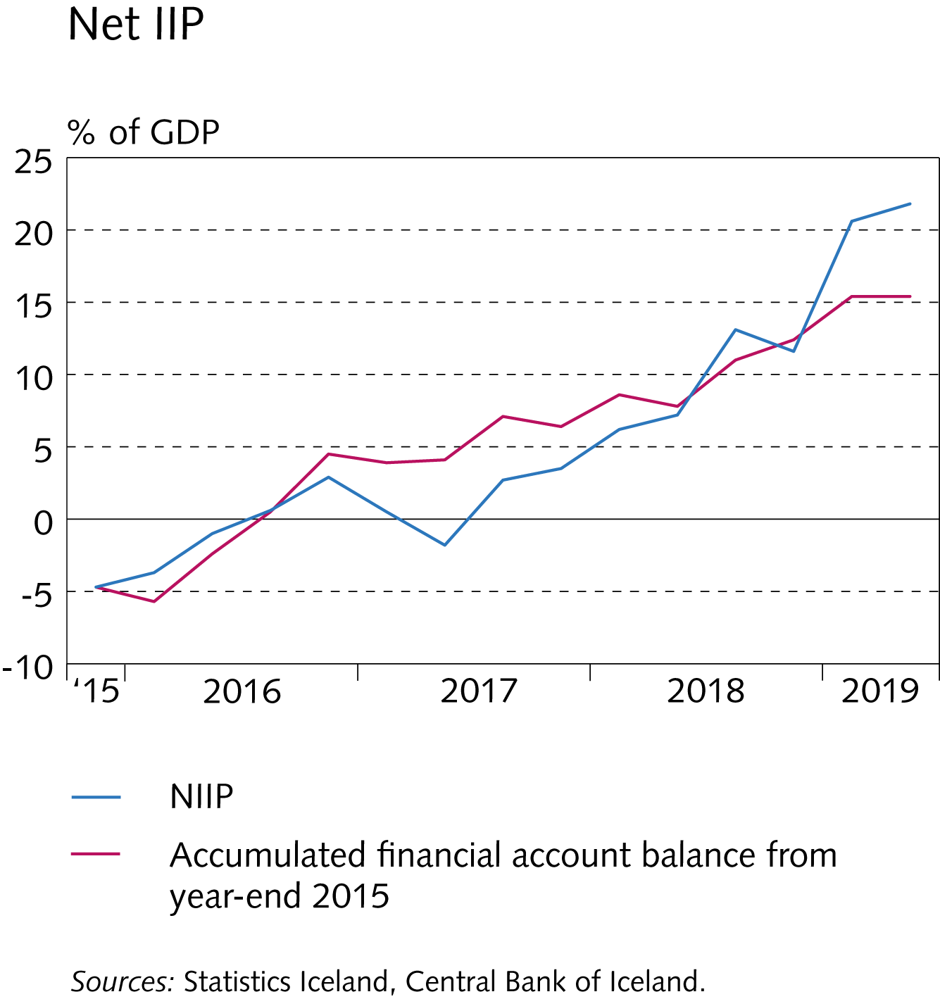 Net IIP
% of GDP
25
20
15
10
5
0
-5
-10
‘15 2016 2017 2018 2019
NIIP
Accumulated financial account balance from
year-end 2015
Sources: Statistics Iceland, Central Bank of Iceland.